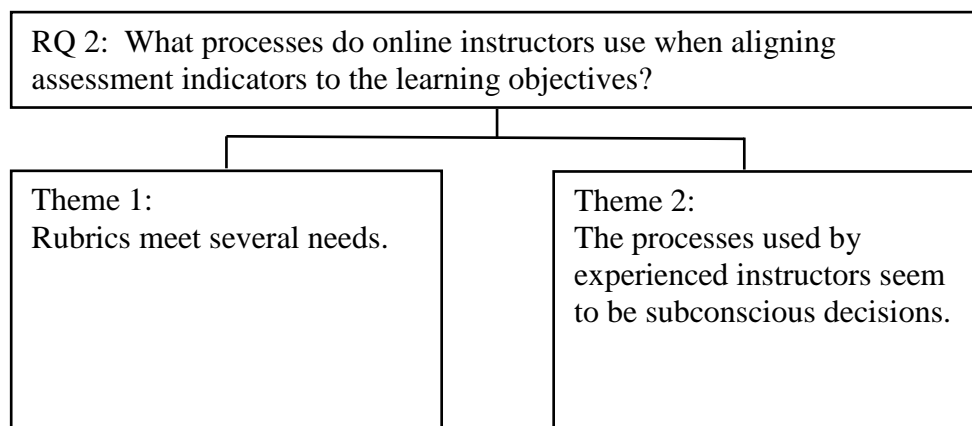 RQ 2:  What processes do online instructors use when aligning
assessment indicators to the learning objectives?
Theme 1:
Rubrics meet several needs.
Theme 2:
The processes used by
experienced instructors seem
to be subconscious decisions.